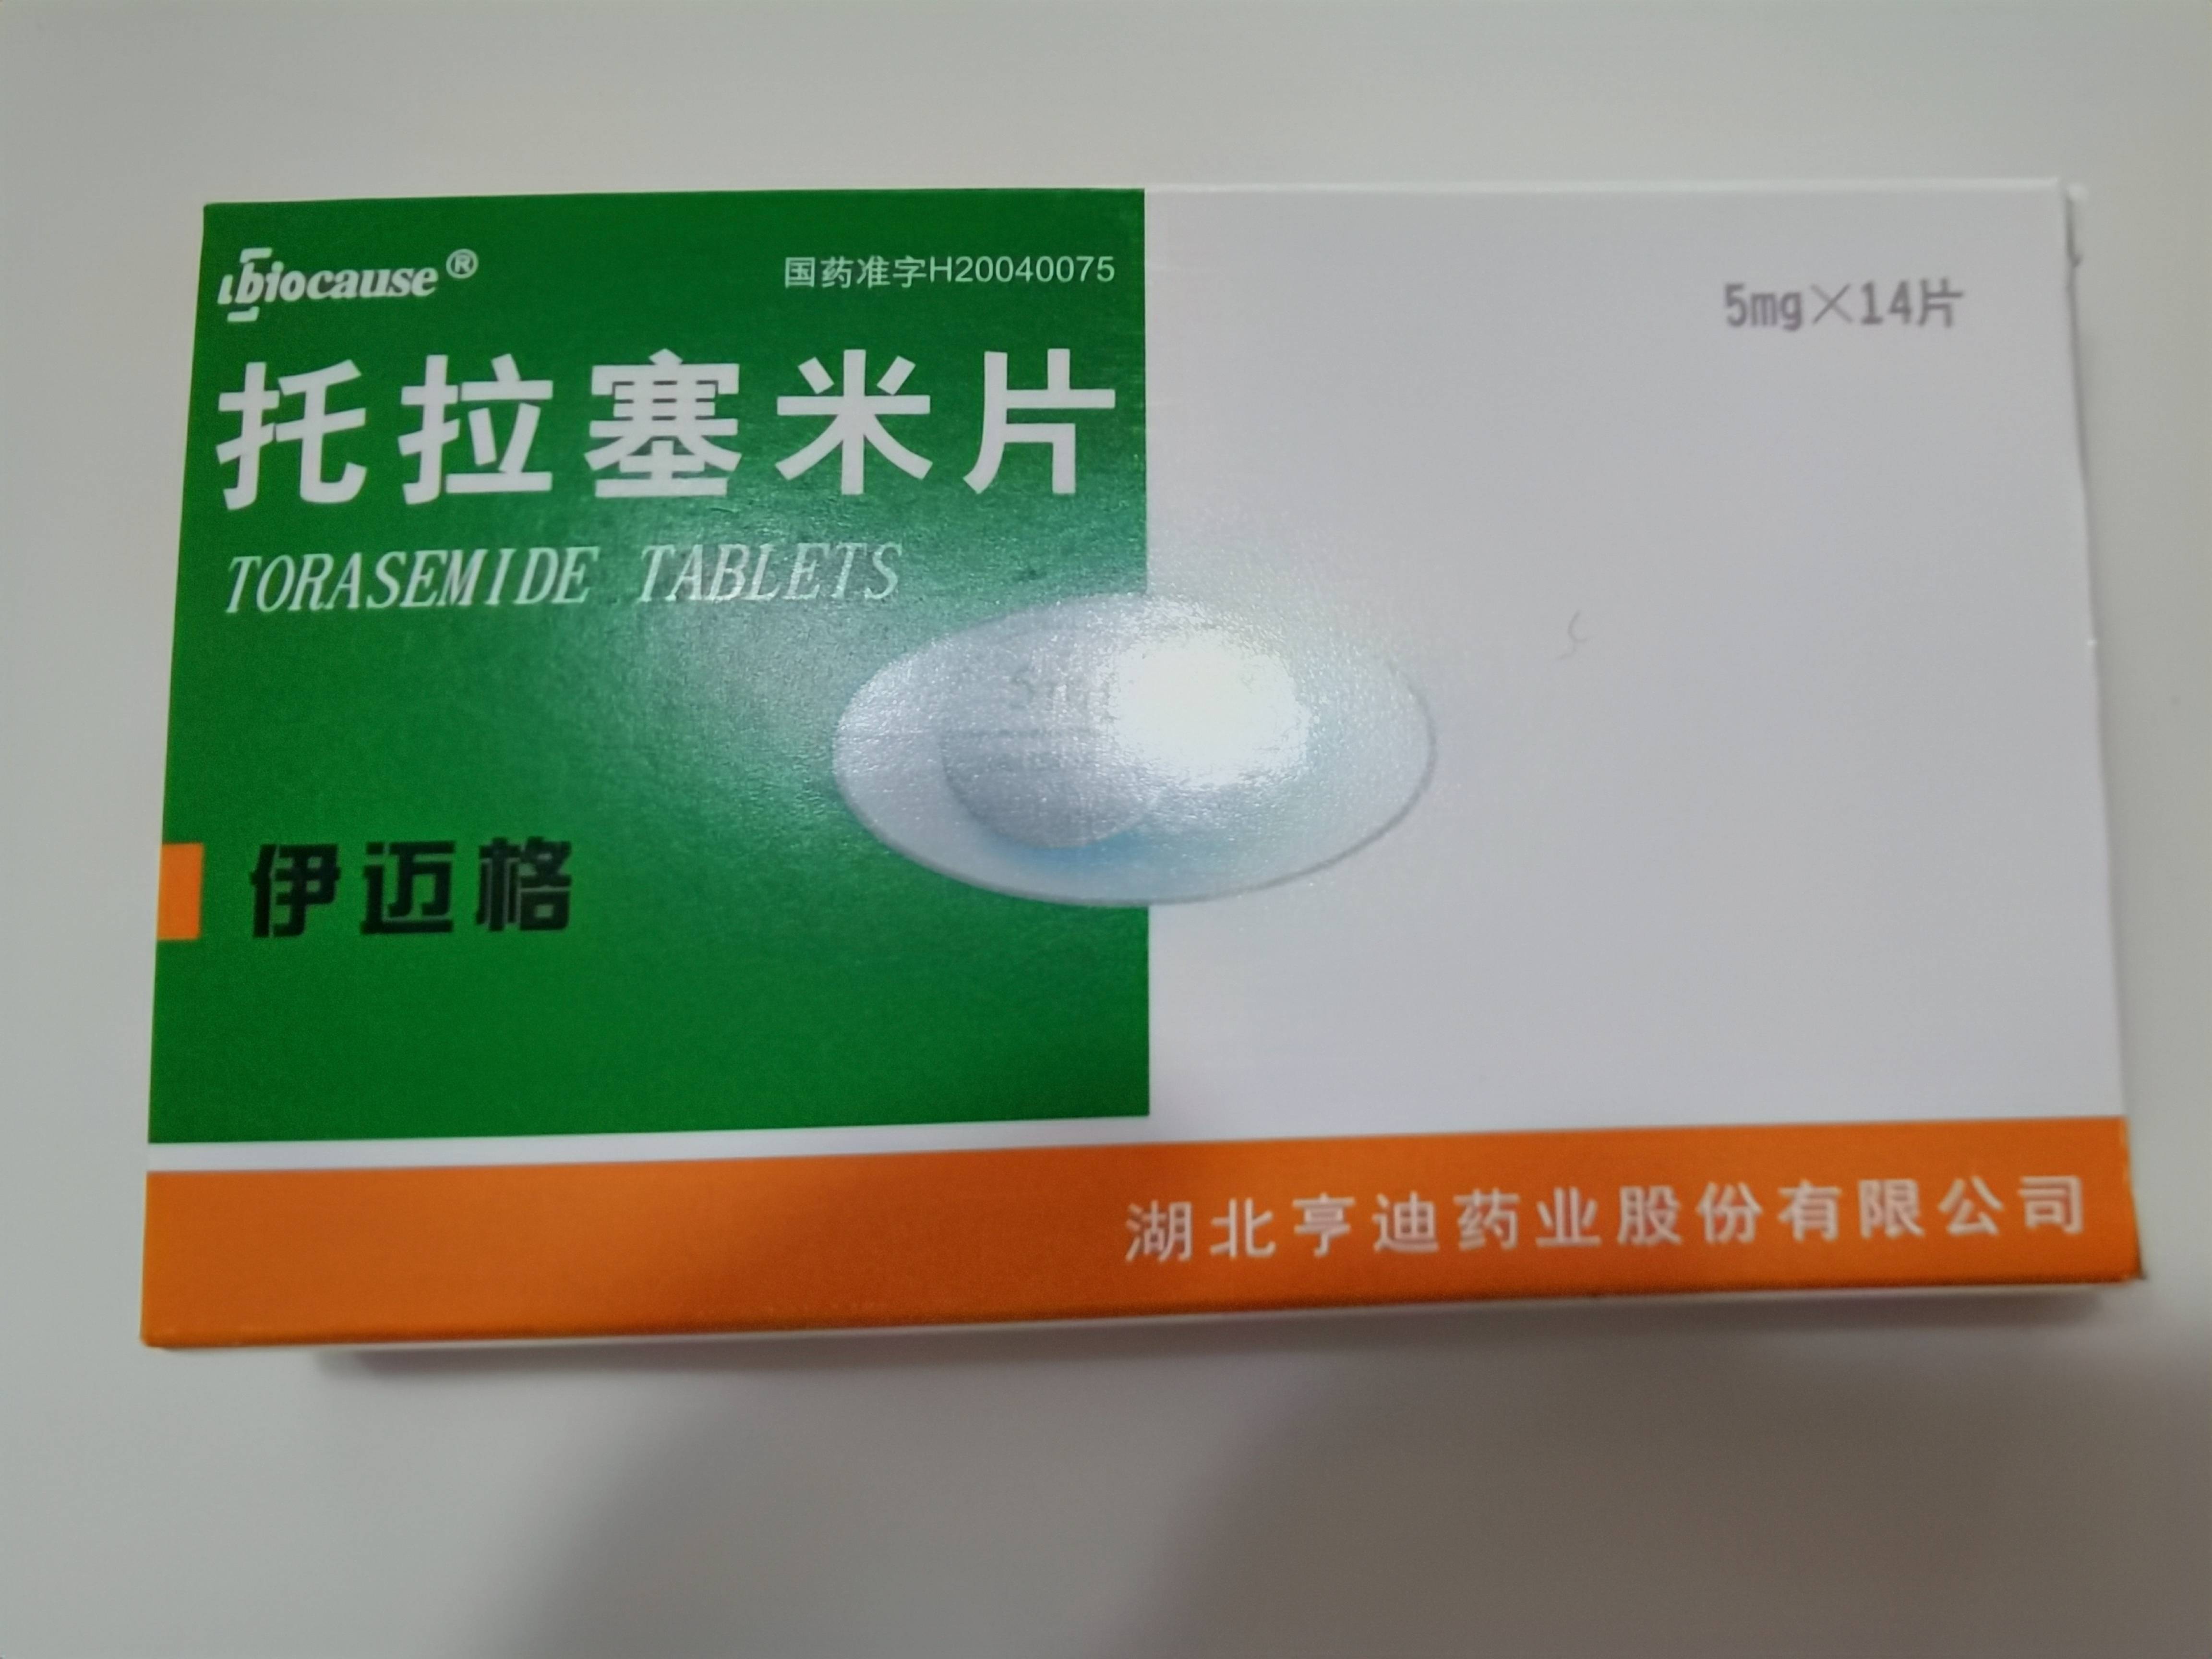 biocause®
国药准字H20040075
5mg×14片
托拉塞米片
TORASEMIDE TABLETS
伊迈格
湖北亨迪药业股份有限公司